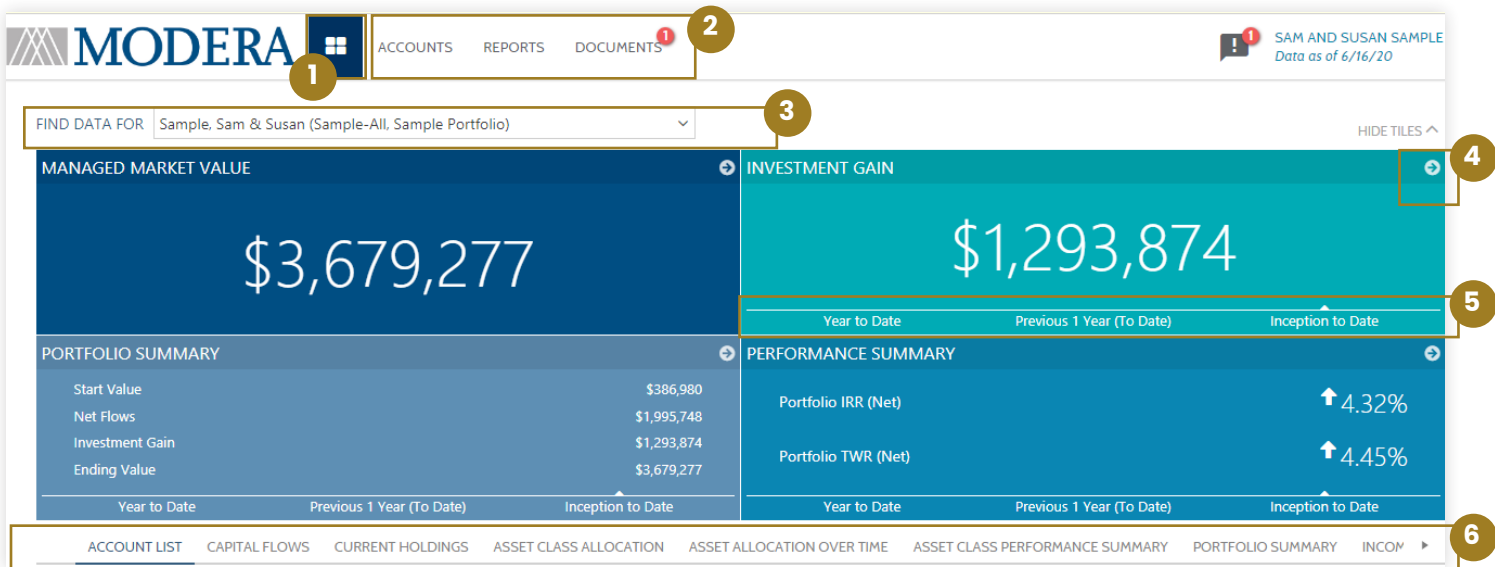 MODERA
1
ACCOUNTS REPORTS DOCUMENTS 1
2
! 1
SAM AND SUSAN SAMPLE
Data as of 6/16/20
FIND DATA FOR Sample, Sam & Susan (Sample-All, Sample Portfolio)
3
HIDE TILES
MANAGED MARKET VALUE
$3,679,277
INVESTMENT GAIN
4
$1,293,874
Year to Date Previous 1 Year (To Date) Inception to Date
5
PORTFOLIO SUMMARY
Start Value $386,980
Net Flows $1,995,748
Investment Gain $1,293,874
Ending Value $3,679,277
Year to Date Previous 1 Year (To Date) Inception to Date
PERFORMANCE SUMMARY
Portfolio IRR (Net) 4.32%
Portfolio TWR (Net) 4.45%
Year to Date Previous 1 Year (To Date) Inception to Date
ACCOUNT LIST CAPITAL FLOWS CURRENT HOLDINGS ASSET CLASS ALLOCATION ASSET ALLOCATION OVER TIME ASSET CLASS PERFORMANCE SUMMARY PORTFOLIO SUMMARY INCOM
6